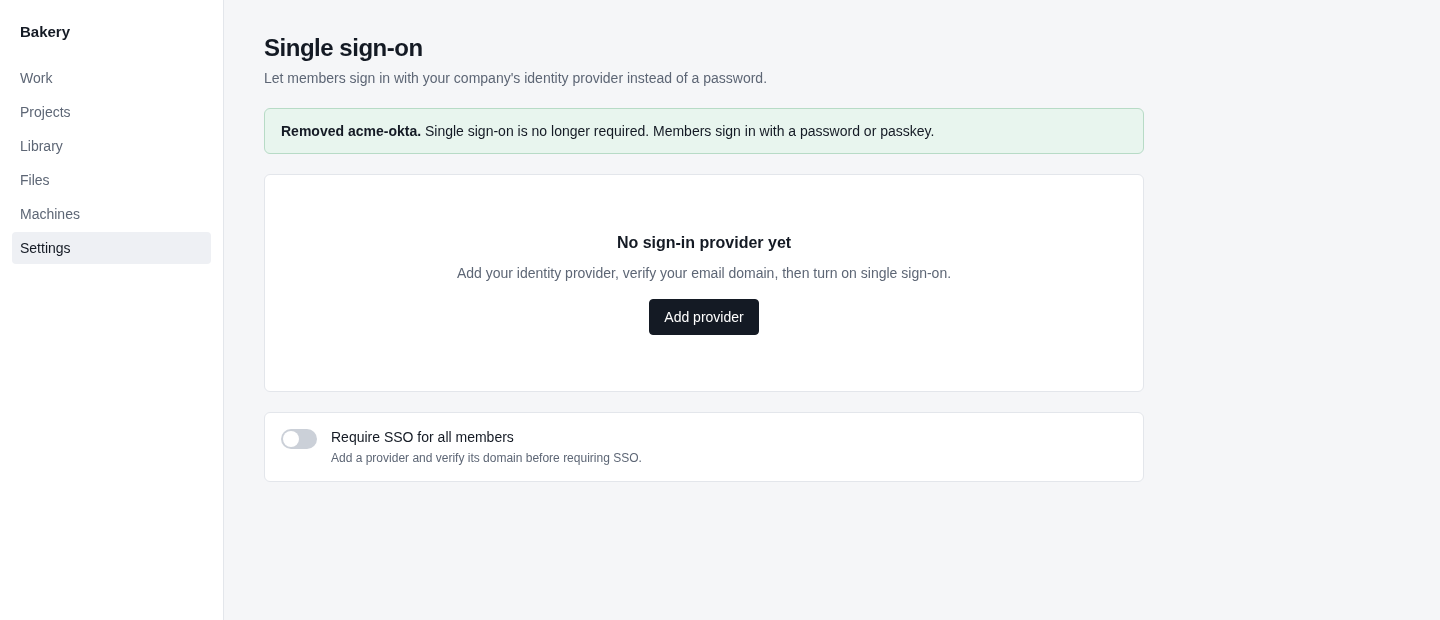 Bakery
Work
Projects
Library
Files
Machines
Settings
Single sign-on
Let members sign in with your company's identity provider instead of a password.
Removed acme-okta. Single sign-on is no longer required. Members sign in with a password or passkey.
No sign-in provider yet
Add your identity provider, verify your email domain, then turn on single sign-on.
Add provider
Require SSO for all members
Add a provider and verify its domain before requiring SSO.